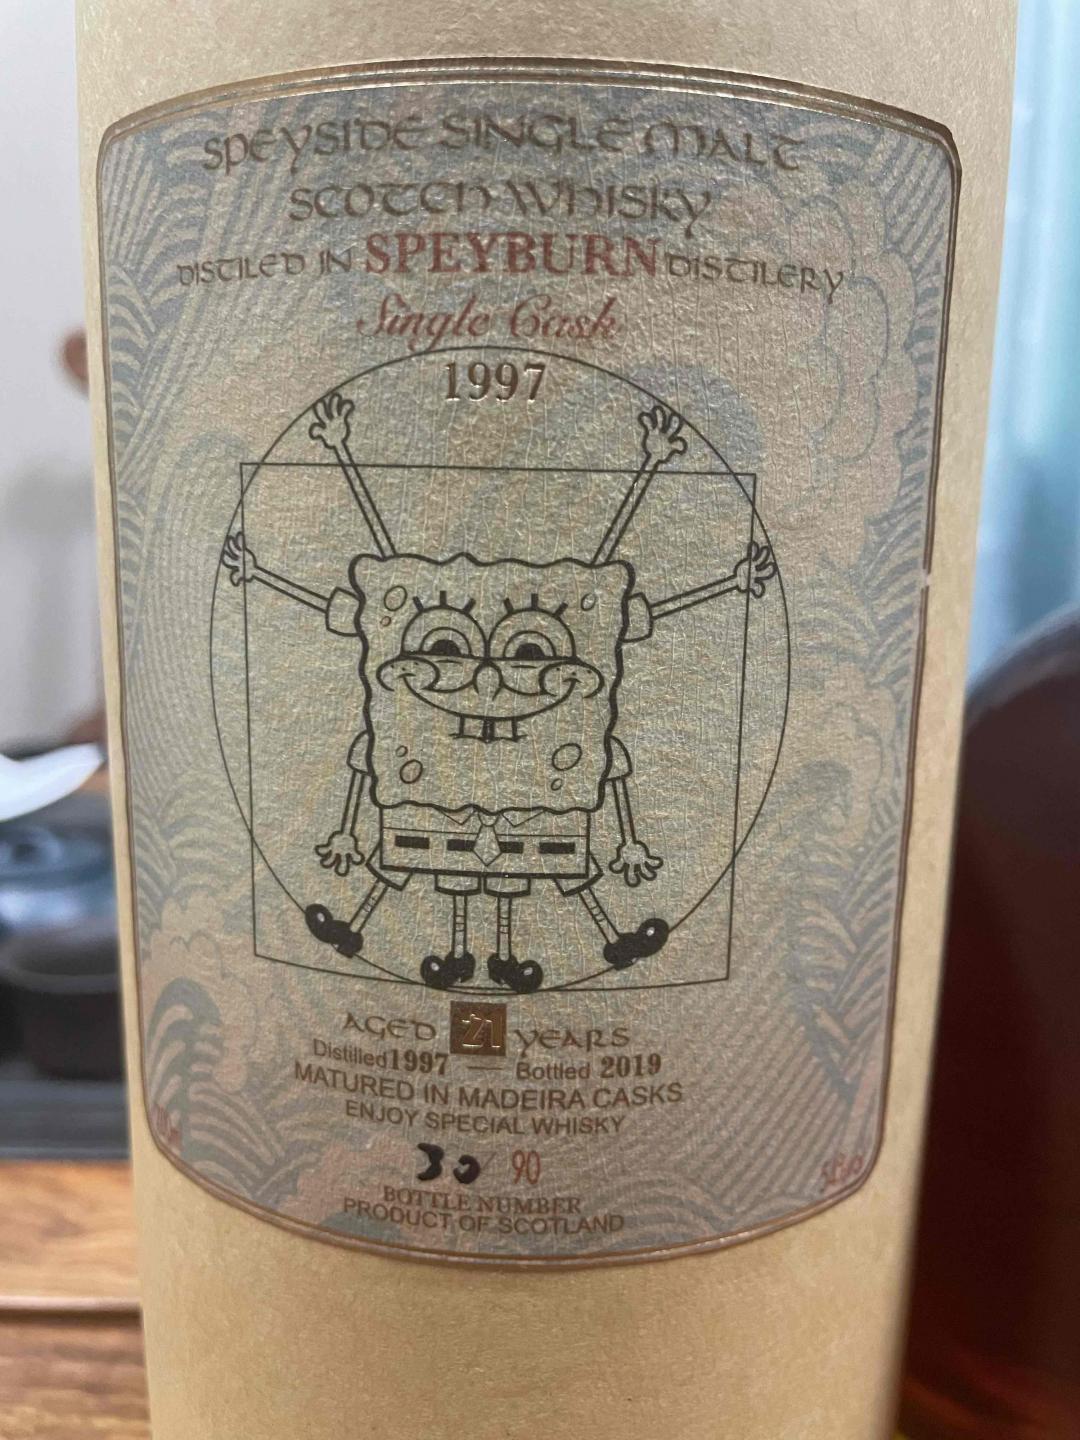 SPEYSIDE SINGLE MALT
SCOTCH WHISKY
DISTILED IN SPEYBURN DISTILERY
Single Cask
1997
AGED 21 YEARS
Distilled 1997 — Bottled 2019
MATURED IN MADEIRA CASKS
ENJOY SPECIAL WHISKY
30 90
BOTTLE NUMBER
PRODUCT OF SCOTLAND